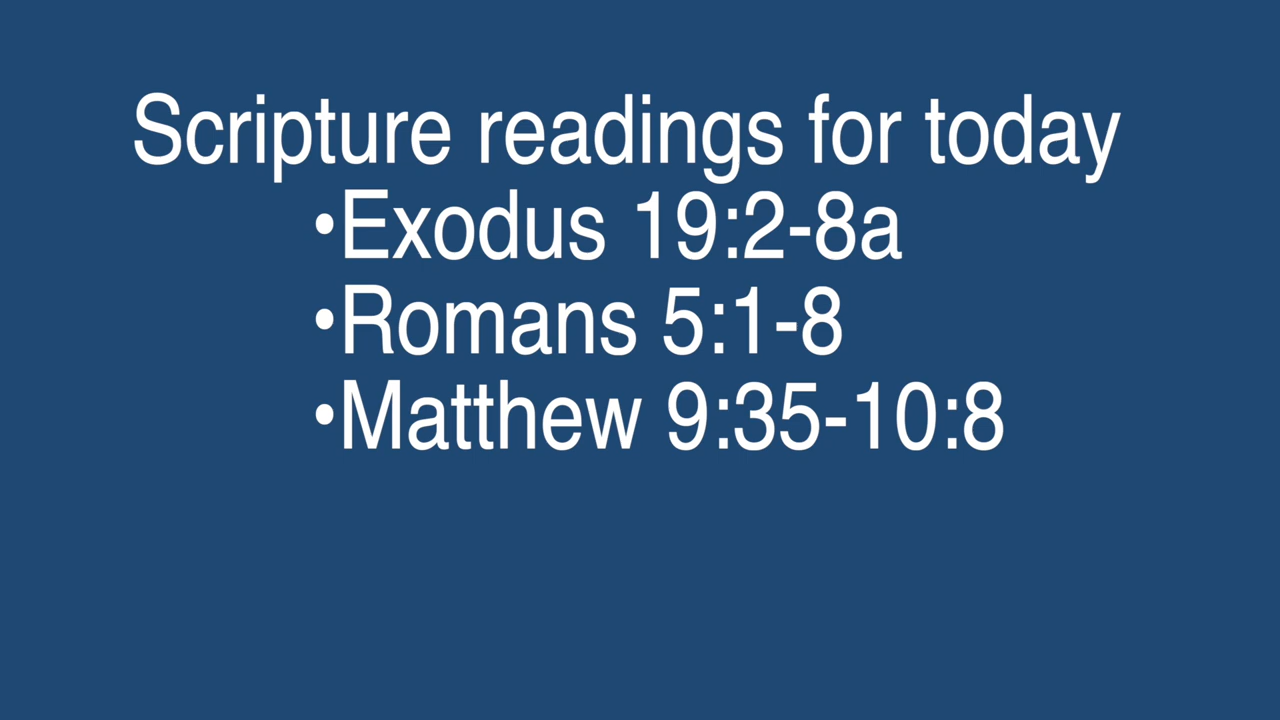 Scripture readings for today
•Exodus 19:2-8a
•Romans 5:1-8
•Matthew 9:35-10:8